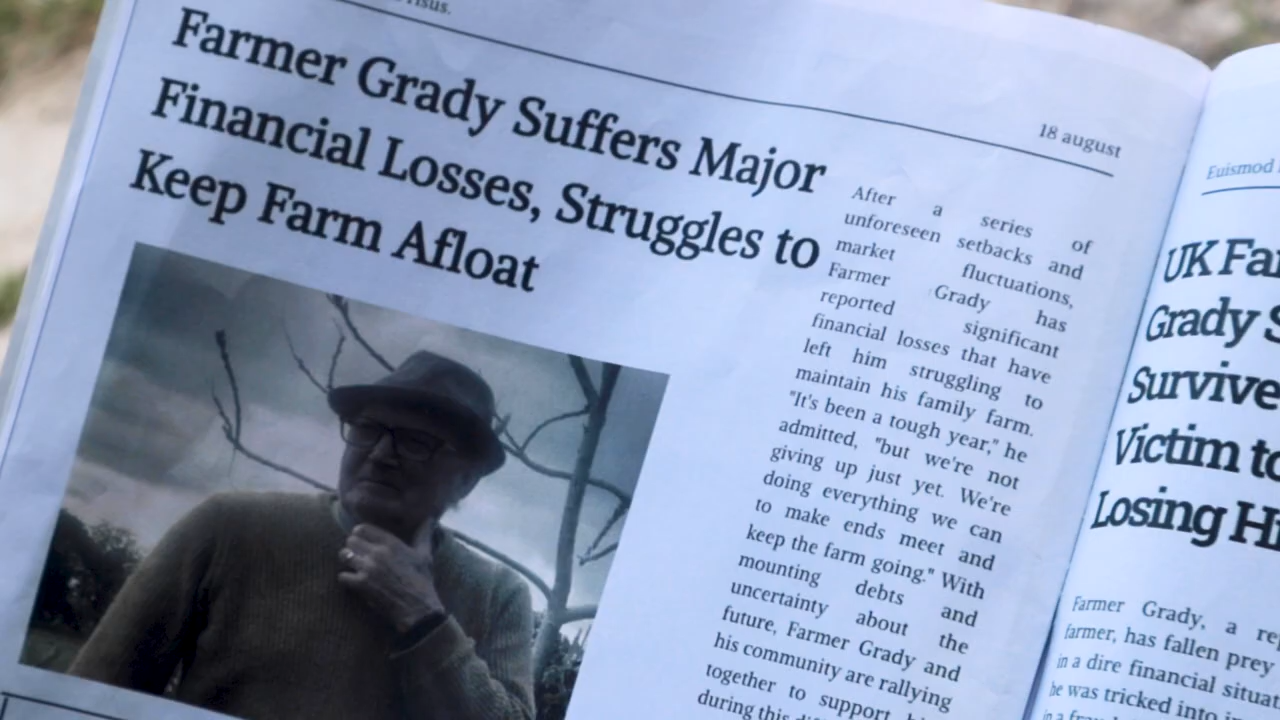 risus.
18 august
Farmer Grady Suffers Major
Financial Losses, Struggles to
Keep Farm Afloat
After a series of
unforeseen setbacks and
market fluctuations,
Farmer Grady has
reported significant
financial losses that have
left him struggling to
maintain his family farm.
"It's been a tough year," he
admitted, "but we're not
giving up just yet. We're
doing everything we can
to make ends meet and
keep the farm going." With
mounting debts and
uncertainty about the
future, Farmer Grady and
his community are rallying
together to support
during this
Euismod
UK
Grady
Survive
Victim to
Losing
Farmer Grady, a
farmer, has fallen prey
in a dire financial
he was tricked into
in a